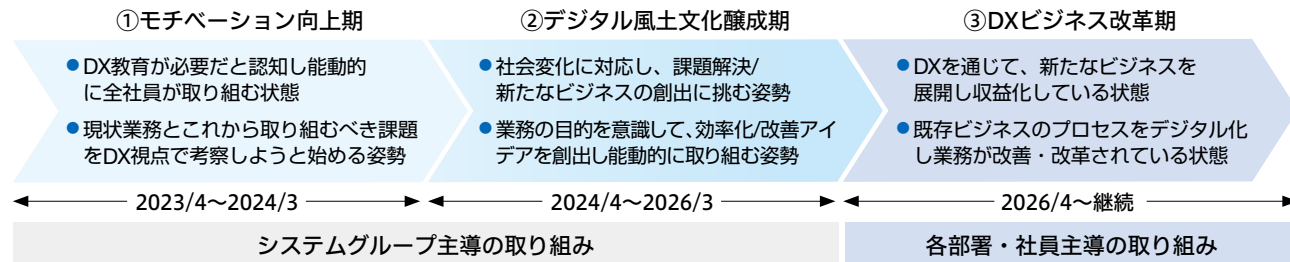 ①モチベーション向上期
●DX教育が必要だと認知し能動的
に全社員が取り組む状態
●現状業務とこれから取り組むべき課題
をDX視点で考察しようと始める姿勢
2023/4〜2024/3
②デジタル風土文化醸成期
●社会変化に対応し、課題解決/
新たなビジネスの創出に挑む姿勢
●業務の目的を意識して、効率化/改善アイ
デアを創出し能動的に取り組む姿勢
2024/4〜2026/3
システムグループ主導の取り組み
③DXビジネス改革期
●DXを通じて、新たなビジネスを
展開し収益化している状態
●既存ビジネスのプロセスをデジタル化
し業務が改善・改革されている状態
2026/4〜継続
各部署・社員主導の取り組み